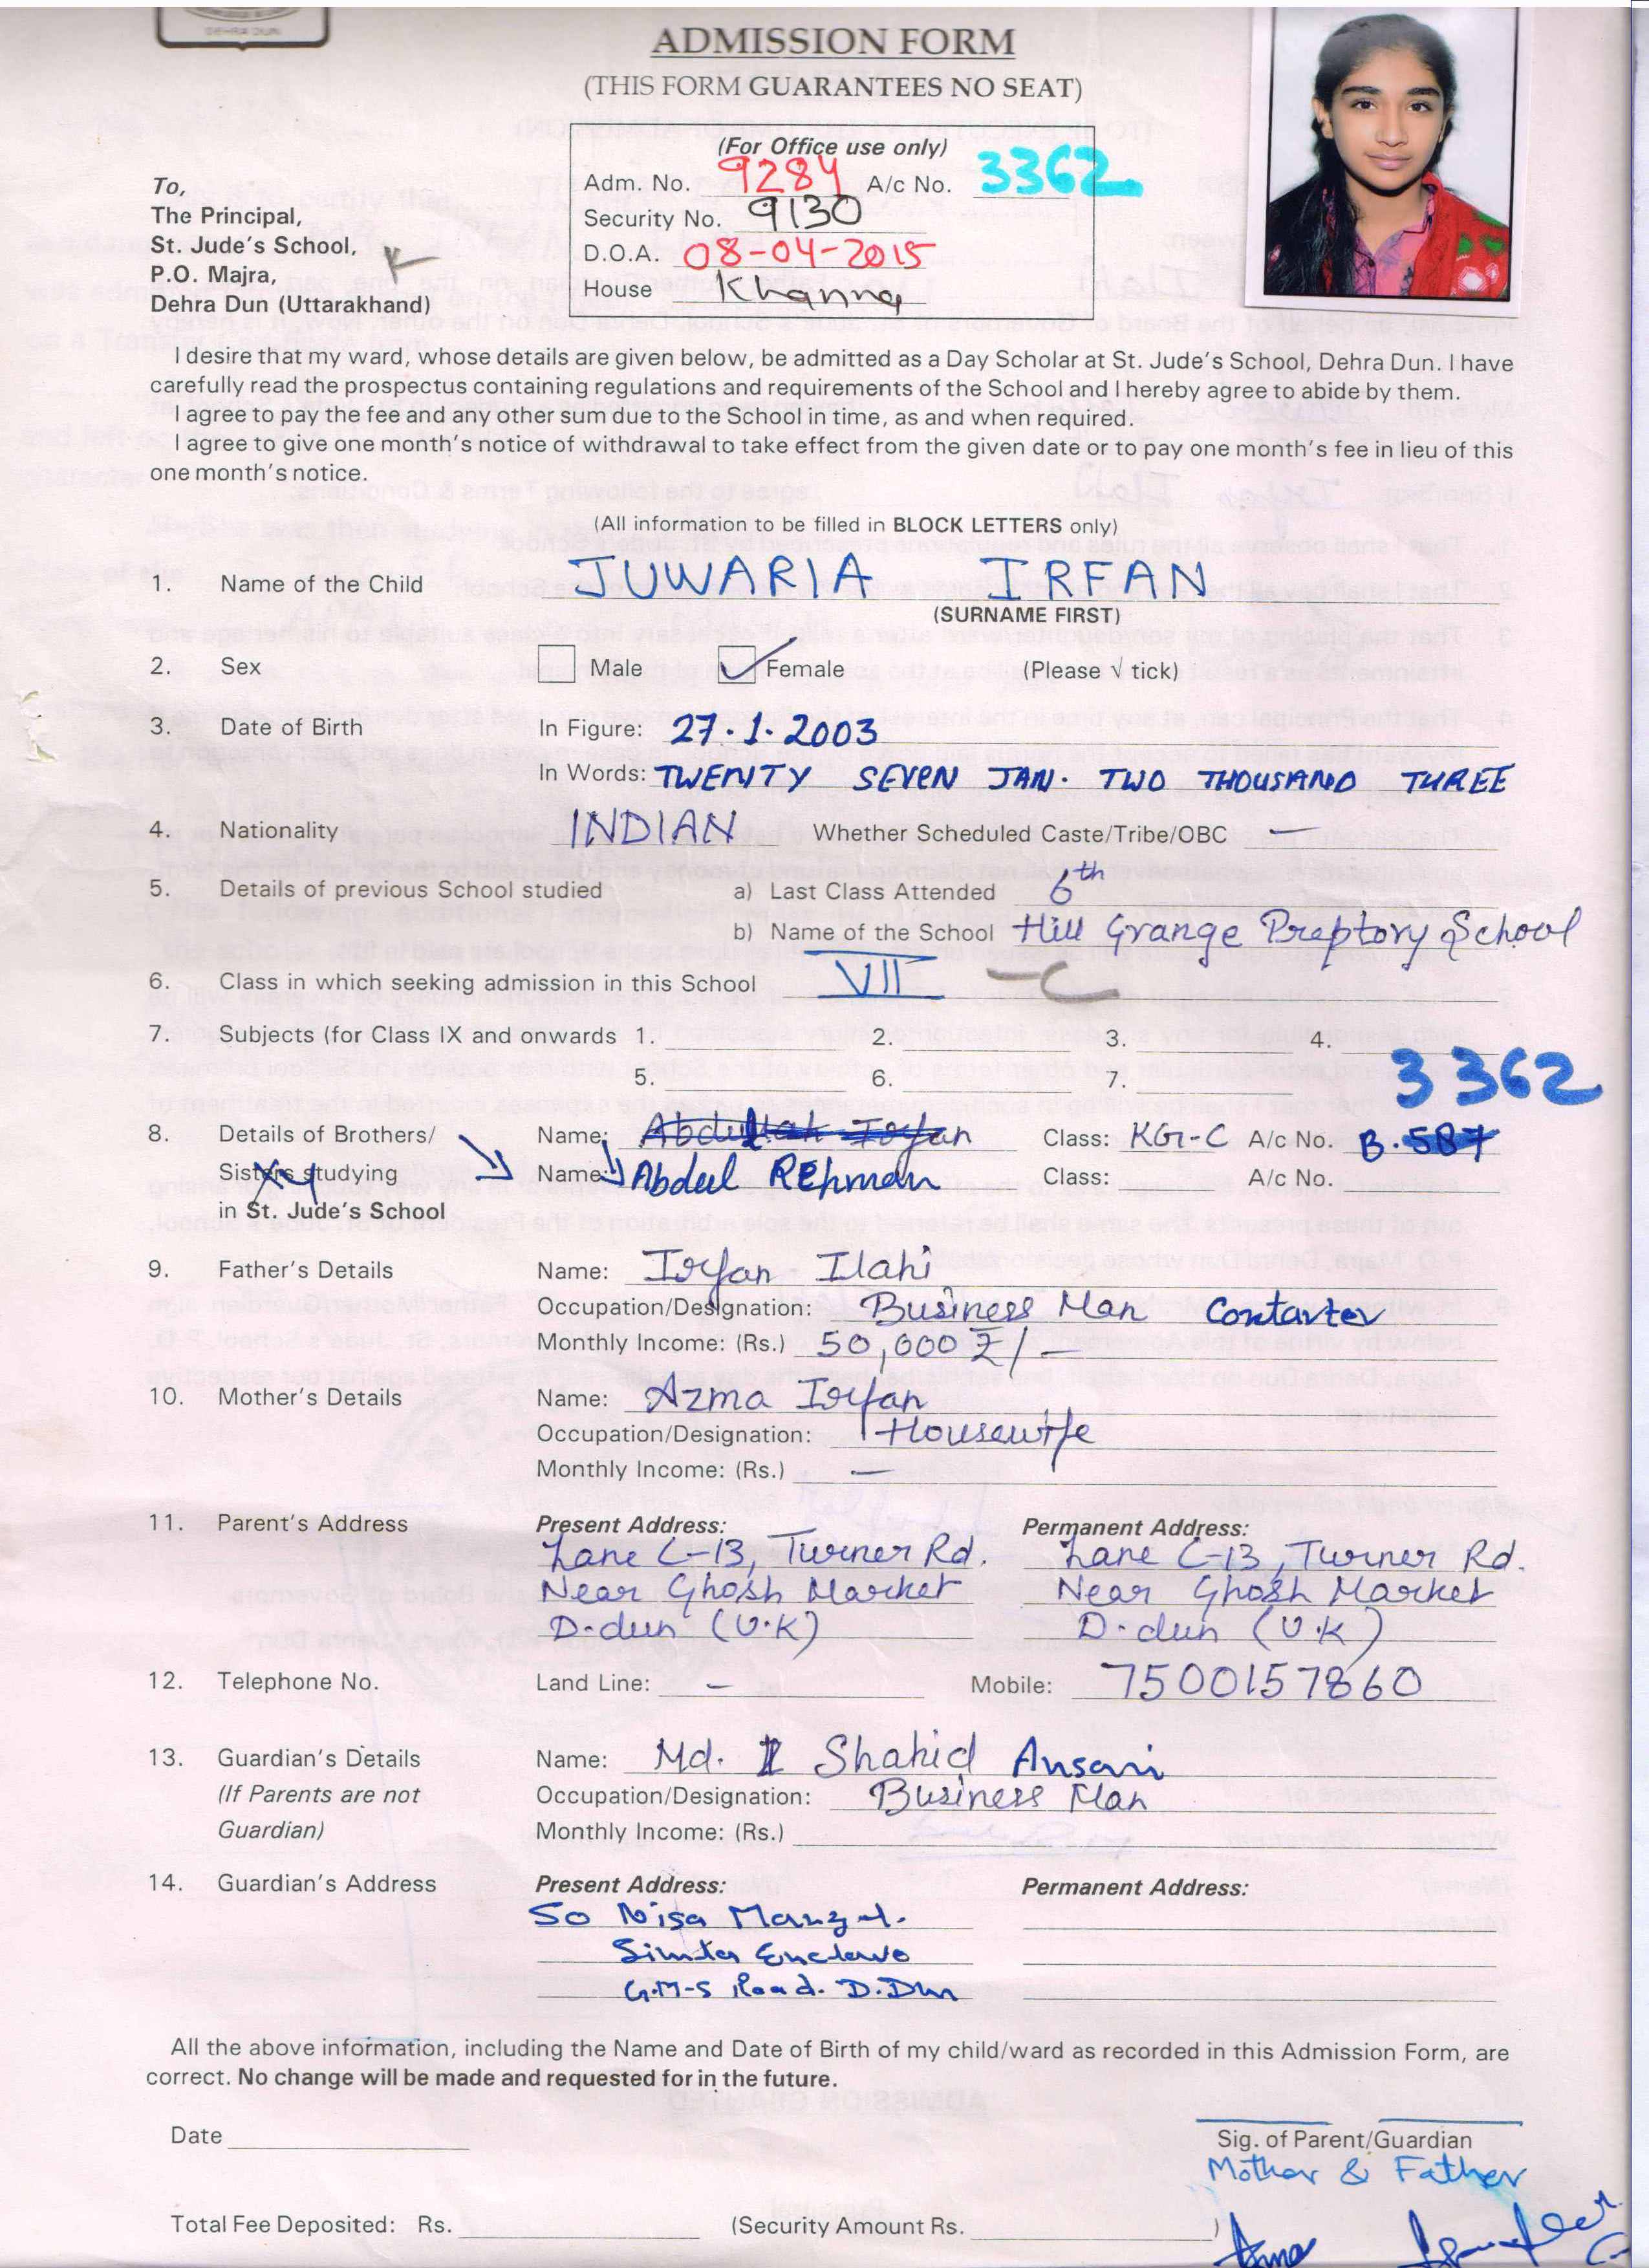 DEHRA DUN
ADMISSION FORM
(THIS FORM GUARANTEES NO SEAT)
(For Office use only)
Adm. No. 9284 A/c No. 3362
Security No. 9130
D.O.A. 08-04-2015
House Khanna
To,
The Principal,
St. Jude's School,
P.O. Majra,
Dehra Dun (Uttarakhand)
I desire that my ward, whose details are given below, be admitted as a Day Scholar at St. Jude's School, Dehra Dun. I have
carefully read the prospectus containing regulations and requirements of the School and I hereby agree to abide by them.
I agree to pay the fee and any other sum due to the School in time, as and when required.
I agree to give one month's notice of withdrawal to take effect from the given date or to pay one month's fee in lieu of this
one month's notice.
(All information to be filled in BLOCK LETTERS only)
1. Name of the Child JUWARIA IRFAN
(SURNAME FIRST)
2. Sex Male Female (Please √ tick)
3. Date of Birth In Figure: 27.1.2003
In Words: TWENTY SEVEN JAN. TWO THOUSAND THREE
4. Nationality INDIAN Whether Scheduled Caste/Tribe/OBC —
5. Details of previous School studied a) Last Class Attended 6th
b) Name of the School Hill Grange Preptory School
6. Class in which seeking admission in this School VII -C
7. Subjects (for Class IX and onwards 1. 2. 3. 4.
5. 6. 7. 3362
8. Details of Brothers/ Name: Abdullah Irfan Class: KG-C A/c No. B.587
Sisters studying Name: Abdul REhman Class: A/c No.
in St. Jude's School
9. Father's Details Name: Irfan Ilahi
Occupation/Designation: Business Man Contarter
Monthly Income: (Rs.) 50,000 ₹/—
10. Mother's Details Name: Azma Irfan
Occupation/Designation: Housewife
Monthly Income: (Rs.) —
11. Parent's Address Present Address: Permanent Address:
Lane C-13, Turner Rd. Lane C-13, Turner Rd.
Near Ghosh Market Near Ghosh Market
D.dun (U.K) D.dun (U.K)
12. Telephone No. Land Line: — Mobile: 7500157860
13. Guardian's Details Name: Md. Shahid Ansari
(If Parents are not Occupation/Designation: Business Man
Guardian) Monthly Income: (Rs.)
14. Guardian's Address Present Address: Permanent Address:
50 Nisa Manzil.
Enclave
G.M-S Road. D.Dun
All the above information, including the Name and Date of Birth of my child/ward as recorded in this Admission Form, are
correct. No change will be made and requested for in the future.
Date
Sig. of Parent/Guardian
Mother & Father
Total Fee Deposited: Rs. (Security Amount Rs. )